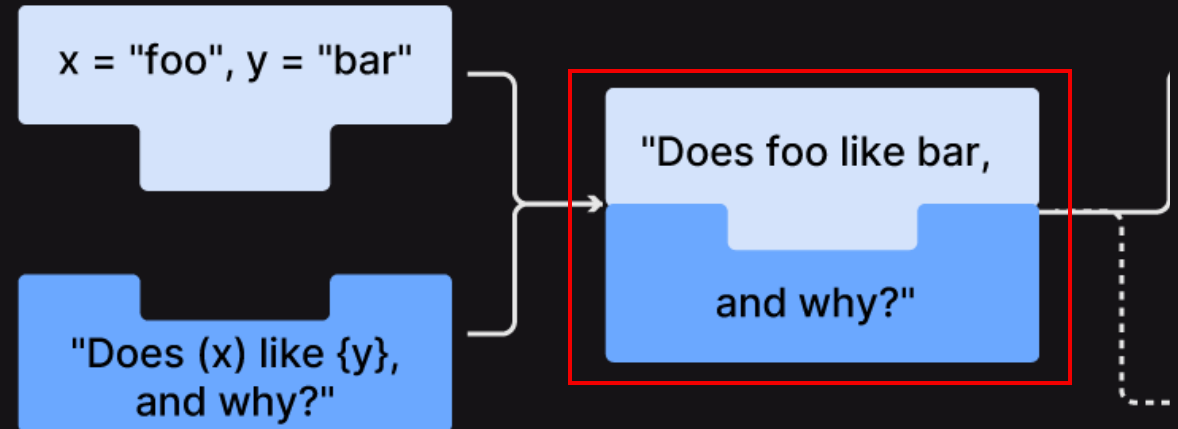 x = "foo", y = "bar"
"Does (x) like {y},
and why?"
"Does foo like bar,
and why?"